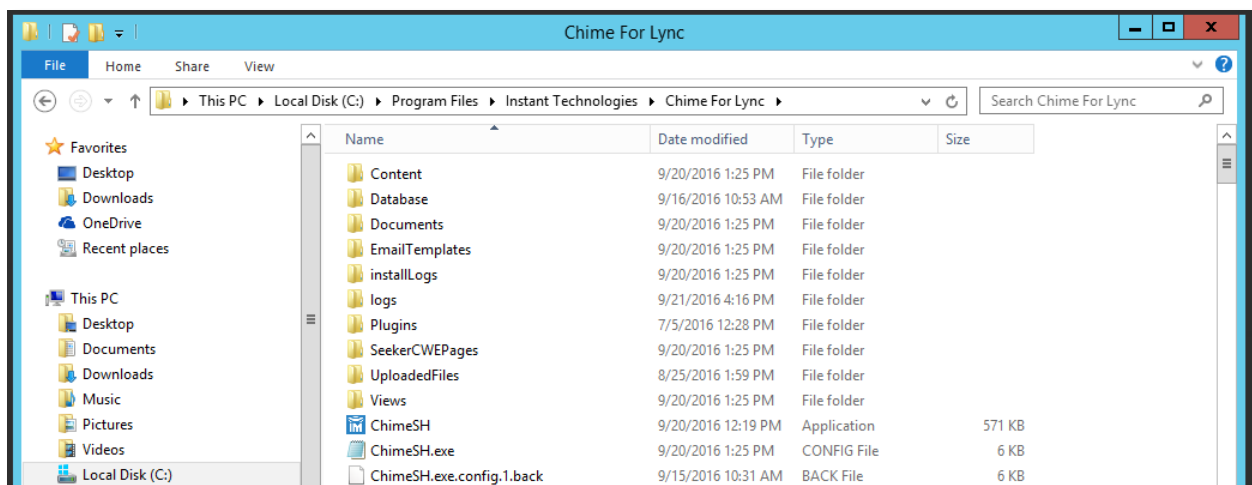 Chime For Lync
File Home Share View
This PC Local Disk (C:) Program Files Instant Technologies Chime For Lync Search Chime For Lync
Favorites
Desktop
Downloads
OneDrive
Recent places
This PC
Desktop
Documents
Downloads
Music
Pictures
Videos
Local Disk (C:)
Name Date modified Type Size
Content 9/20/2016 1:25 PM File folder
Database 9/16/2016 10:53 AM File folder
Documents 9/20/2016 1:25 PM File folder
EmailTemplates 9/20/2016 1:25 PM File folder
installLogs 9/20/2016 1:25 PM File folder
logs 9/21/2016 4:16 PM File folder
Plugins 7/5/2016 12:28 PM File folder
SeekerCWEPages 9/20/2016 1:25 PM File folder
UploadedFiles 8/25/2016 1:59 PM File folder
Views 9/20/2016 1:25 PM File folder
ChimeSH 9/20/2016 12:19 PM Application 571 KB
ChimeSH.exe 9/20/2016 1:25 PM CONFIG File 6 KB
ChimeSH.exe.config.1.back 9/15/2016 10:31 AM BACK File 6 KB